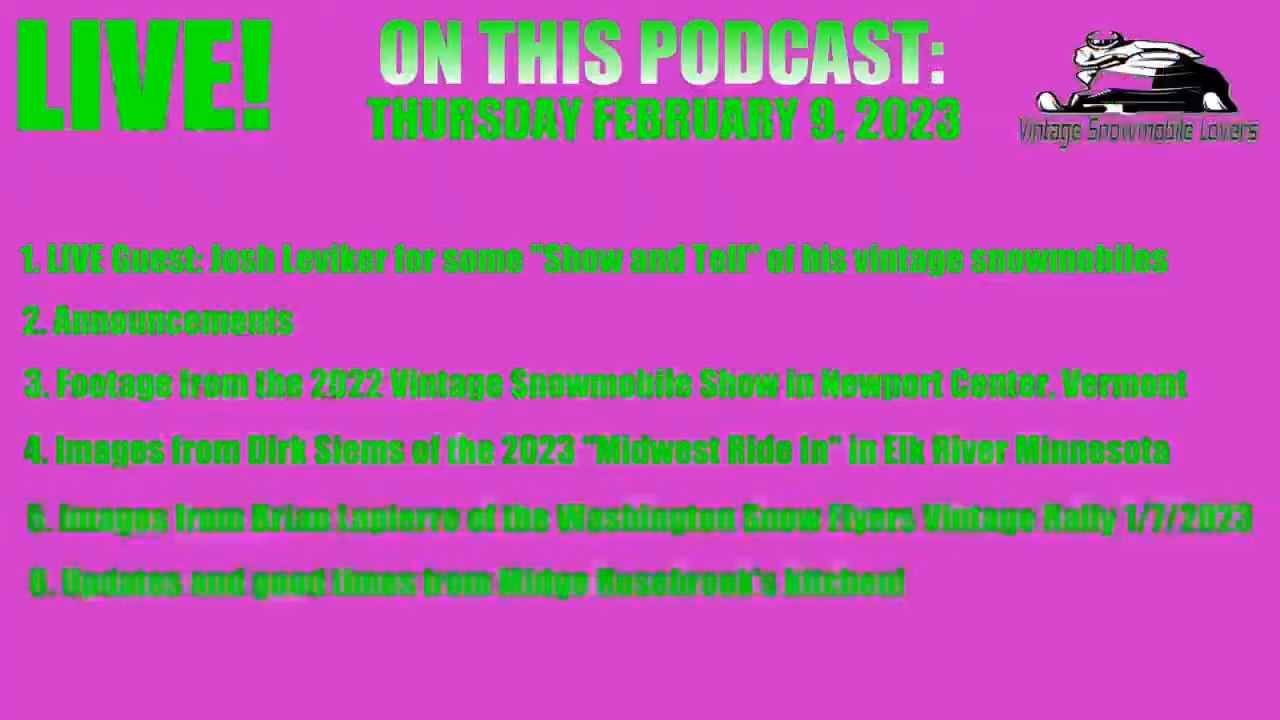 LIVE!
ON THIS PODCAST:
THURSDAY FEBRUARY 9, 2023
Vintage Snowmobile Lovers
1. LIVE Guest: Josh Leviker for some "Show and Tell" of his vintage snowmobiles
2. Announcements
3. Footage from the 2022 Vintage Snowmobile Show in Newport Center, Vermont
4. Images from Dirk Siems of the 2023 "Midwest Ride In" in Elk River Minnesota
5. Images from Brian Lapierre of the Washington Snow Flyers Vintage Rally 1/7/2023
6. Updates and good times from Midge Rosebrook's kitchen!